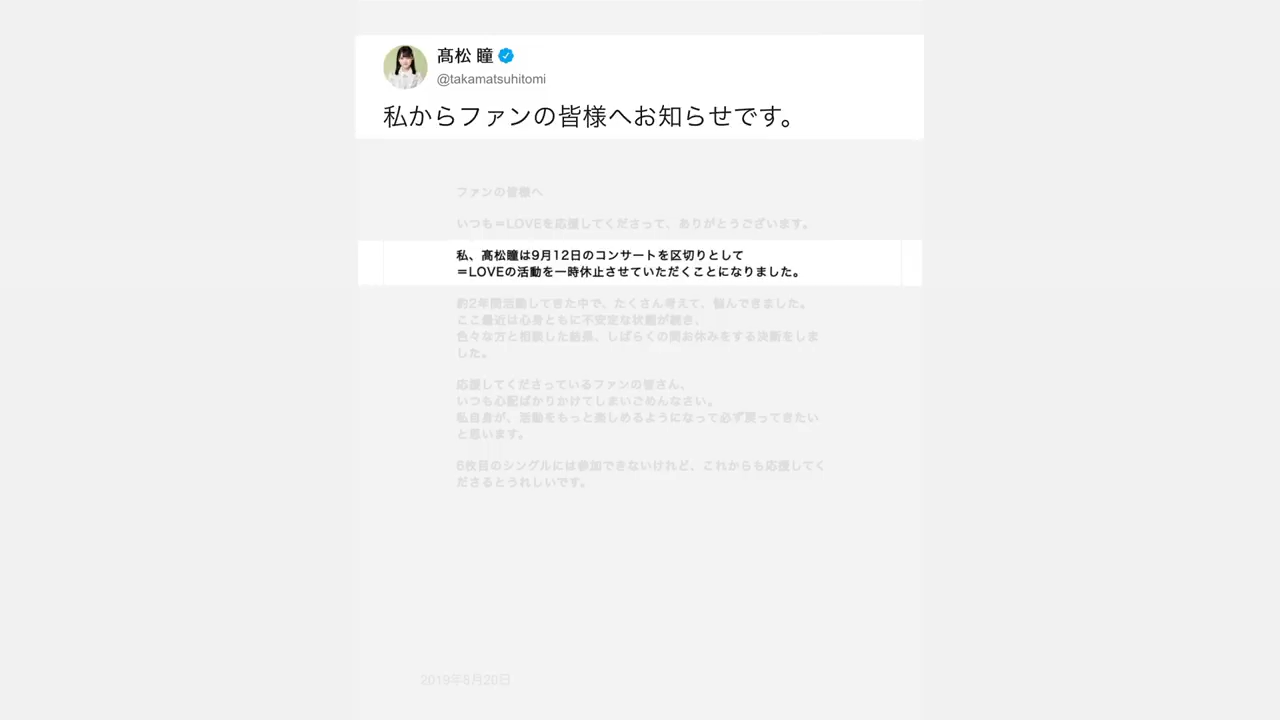 髙松 瞳
@takamatsuhitomi
私からファンの皆様へお知らせです。
ファンの皆様へ
いつも＝LOVEを応援してくださって、ありがとうございます。
私、髙松瞳は9月12日のコンサートを区切りとして
＝LOVEの活動を一時休止させていただくことになりました。
約2年間活動してきた中で、たくさん考えて、悩んできました。
ここ最近は心身ともに不安定な状態が続き、
色々な方と相談した結果、しばらくの間お休みをする決断をしま
した。
応援してくださっているファンの皆さん、
いつも心配ばかりかけてしまいごめんなさい。
私自身が、活動をもっと楽しめるようになって必ず戻ってきたい
と思います。
6枚目のシングルには参加できないけれど、これからも応援してく
ださるとうれしいです。
2019年8月20日